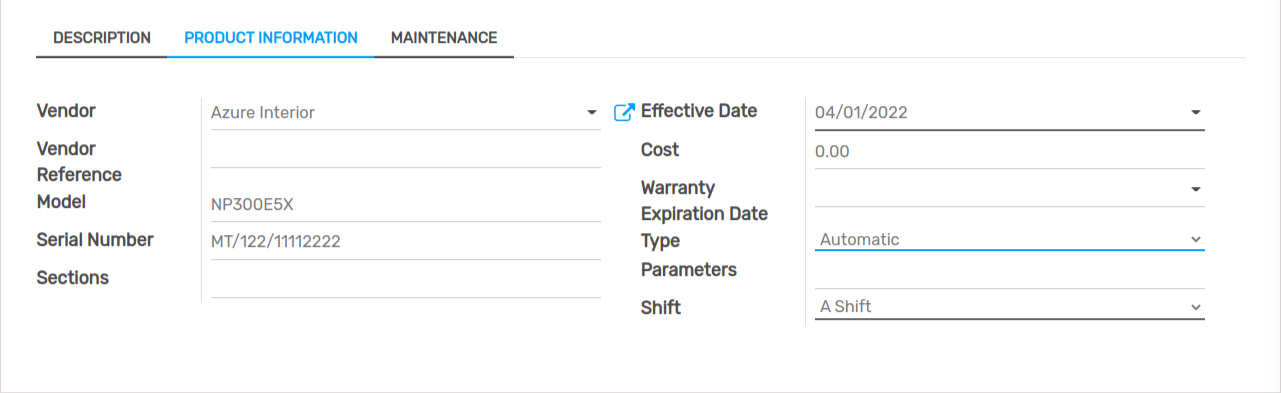 DESCRIPTION PRODUCT INFORMATION MAINTENANCE
Vendor Azure Interior
Vendor
Reference
Model NP300E5X
Serial Number MT/122/11112222
Sections
Effective Date 04/01/2022
Cost 0.00
Warranty
Expiration Date
Type Automatic
Parameters
Shift A Shift